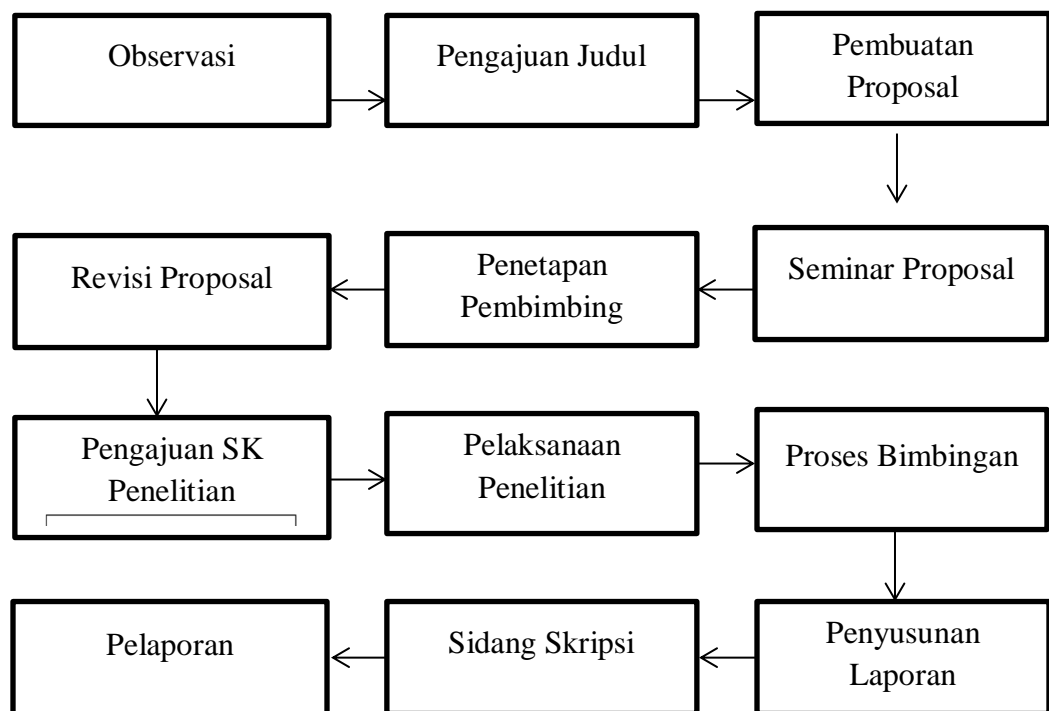 Observasi
Pengajuan Judul
Pembuatan
Proposal
Revisi Proposal
Penetapan
Pembimbing
Seminar Proposal
Pengajuan SK
Penelitian
Pelaksanaan
Penelitian
Proses Bimbingan
Pelaporan
Sidang Skripsi
Penyusunan
Laporan